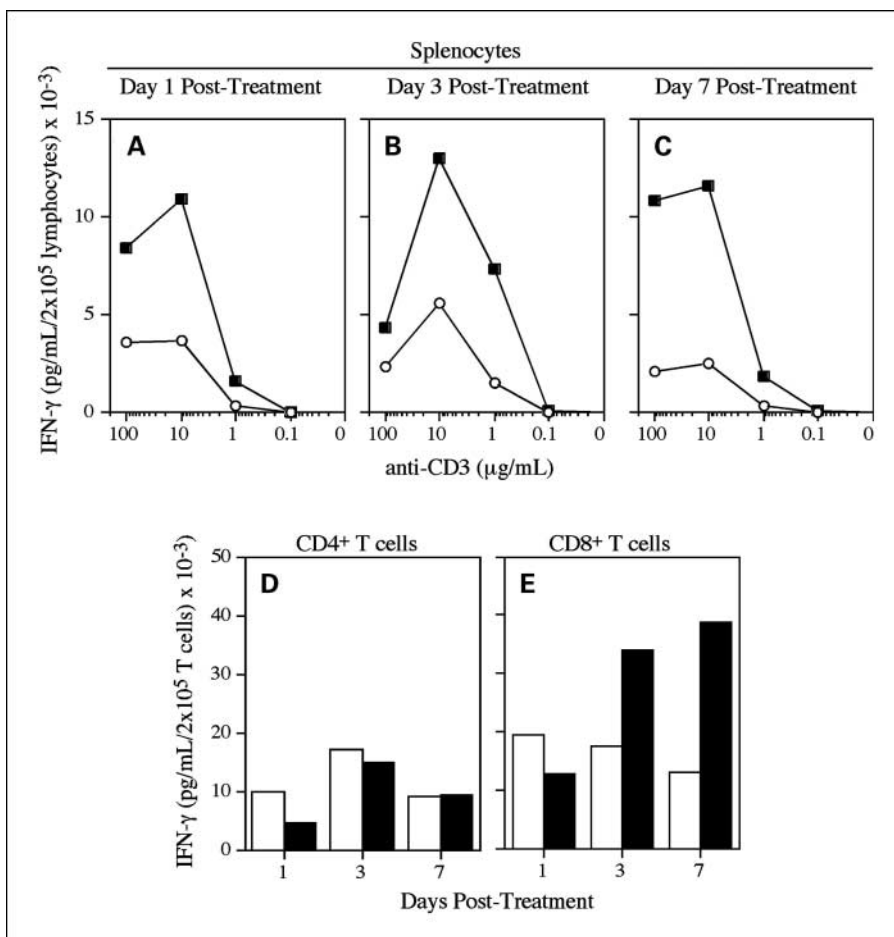 Splenocytes
Day 1 Post-Treatment Day 3 Post-Treatment Day 7 Post-Treatment
IFN-γ (pg/mL/2x10⁵ lymphocytes) x 10⁻³
15
10
5
0
A
B
C
100 10 1 0.1 0
100 10 1 0.1 0
100 10 1 0.1 0
anti-CD3 (μg/mL)
CD4+ T cells CD8+ T cells
IFN-γ (pg/mL/2x10⁵ T cells) x 10⁻³
50
40
30
20
10
0
D
E
1 3 7
1 3 7
Days Post-Treatment